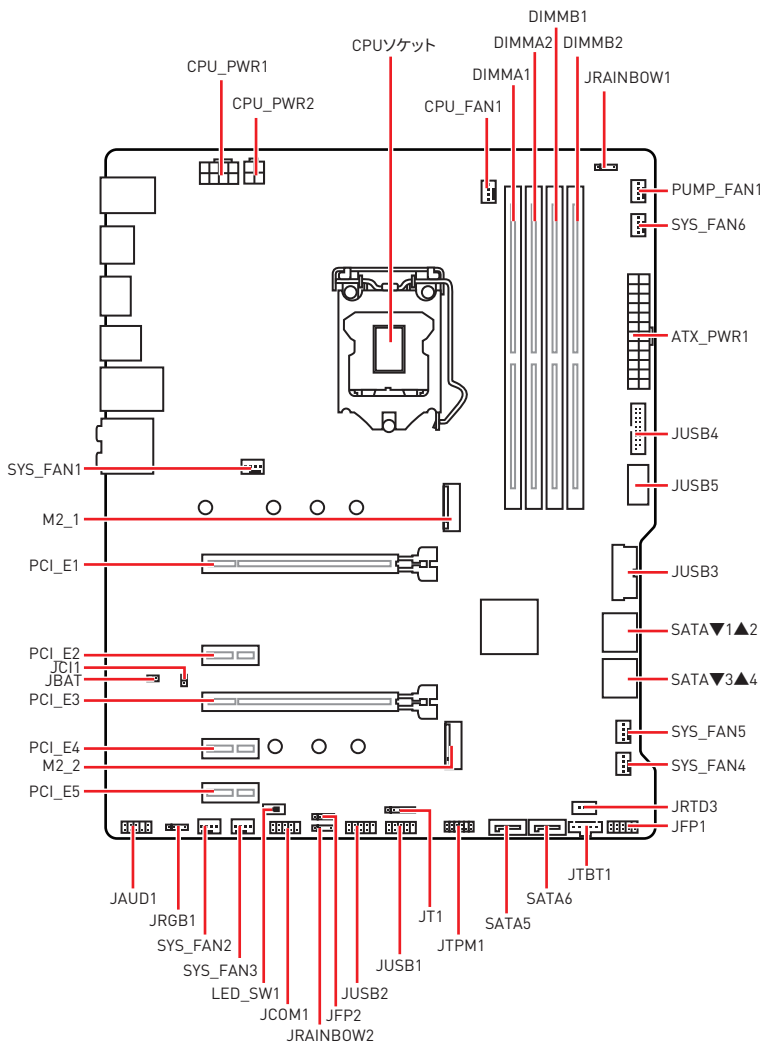 DIMMB1
CPUソケット
DIMMA2
DIMMB2
CPU_PWR1
DIMMA1
JRAINBOW1
CPU_PWR2
CPU_FAN1
PUMP_FAN1
SYS_FAN6
ATX_PWR1
JUSB4
SYS_FAN1
JUSB5
M2_1
PCI_E1
JUSB3
SATA▼1▲2
PCI_E2
JCI1
JBAT
SATA▼3▲4
PCI_E3
SYS_FAN5
PCI_E4
M2_2
SYS_FAN4
PCI_E5
JRTD3
JFP1
JAUD1
JRGB1
SYS_FAN2
SYS_FAN3
LED_SW1
JCOM1
JRAINBOW2
JFP2
JUSB2
JUSB1
JT1
JTPM1
SATA5
SATA6
JTBT1